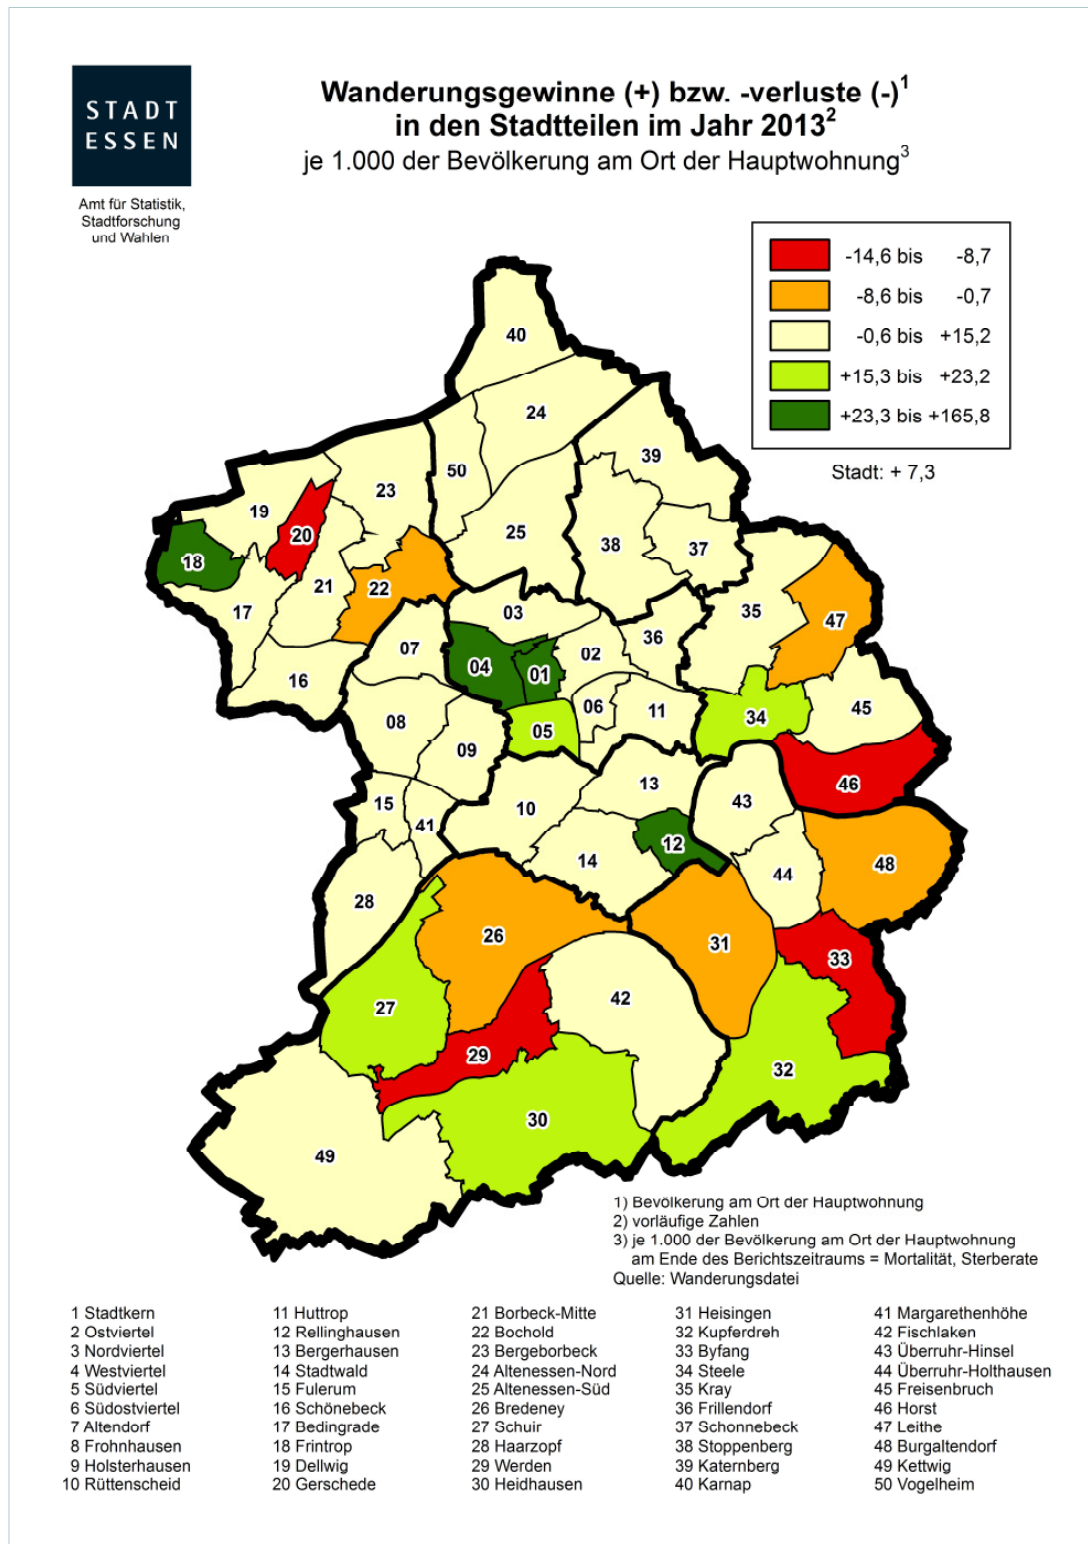 STADT
ESSEN
Amt für Statistik,
Stadtforschung
und Wahlen
Wanderungsgewinne (+) bzw. -verluste (-)1
in den Stadtteilen im Jahr 20132
je 1.000 der Bevölkerung am Ort der Hauptwohnung3
-14,6 bis -8,7
-8,6 bis -0,7
-0,6 bis +15,2
+15,3 bis +23,2
+23,3 bis +165,8
Stadt: + 7,3
40
24
39
50
23
19
25
20
38
37
18
21
22
03
35
17
47
36
07
02
04
01
16
06
11
45
34
08
05
09
13
46
15
43
10
41
12
14
48
44
28
26
31
33
42
27
29
32
30
49
1) Bevölkerung am Ort der Hauptwohnung
2) vorläufige Zahlen
3) je 1.000 der Bevölkerung am Ort der Hauptwohnung
am Ende des Berichtszeitraums = Mortalität, Sterberate
Quelle: Wanderungsdatei
1 Stadtkern
2 Ostviertel
3 Nordviertel
4 Westviertel
5 Südviertel
6 Südostviertel
7 Altendorf
8 Frohnhausen
9 Holsterhausen
10 Rüttenscheid
11 Huttrop
12 Rellinghausen
13 Bergerhausen
14 Stadtwald
15 Fulerum
16 Schönebeck
17 Bedingrade
18 Frintrop
19 Dellwig
20 Gerschede
21 Borbeck-Mitte
22 Bochold
23 Bergeborbeck
24 Altenessen-Nord
25 Altenessen-Süd
26 Bredeney
27 Schuir
28 Haarzopf
29 Werden
30 Heidhausen
31 Heisingen
32 Kupferdreh
33 Byfang
34 Steele
35 Kray
36 Frillendorf
37 Schonnebeck
38 Stoppenberg
39 Katernberg
40 Karnap
41 Margarethenhöhe
42 Fischlaken
43 Überruhr-Hinsel
44 Überruhr-Holthausen
45 Freisenbruch
46 Horst
47 Leithe
48 Burgaltendorf
49 Kettwig
50 Vogelheim